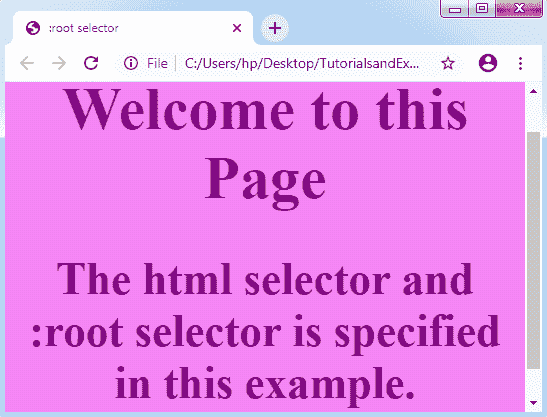 :root selector
File C:/Users/hp/Desktop/TutorialsandEx...
Welcome to this
Page
The html selector and
:root selector is specified
in this example.